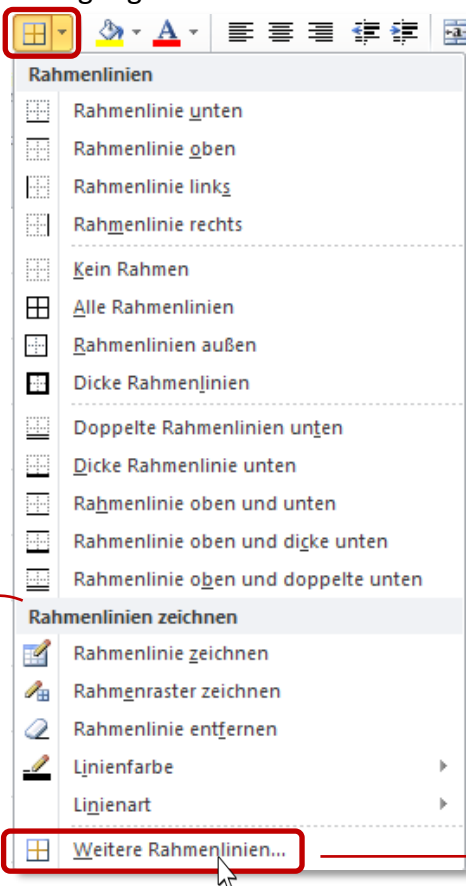 A
Rahmenlinien
Rahmenlinie unten
Rahmenlinie oben
Rahmenlinie links
Rahmenlinie rechts
Kein Rahmen
Alle Rahmenlinien
Rahmenlinien außen
Dicke Rahmenlinien
Doppelte Rahmenlinien unten
Dicke Rahmenlinie unten
Rahmenlinie oben und unten
Rahmenlinie oben und dicke unten
Rahmenlinie oben und doppelte unten
Rahmenlinien zeichnen
Rahmenlinie zeichnen
Rahmenraster zeichnen
Rahmenlinie entfernen
Linienfarbe
Linienart
Weitere Rahmenlinien...